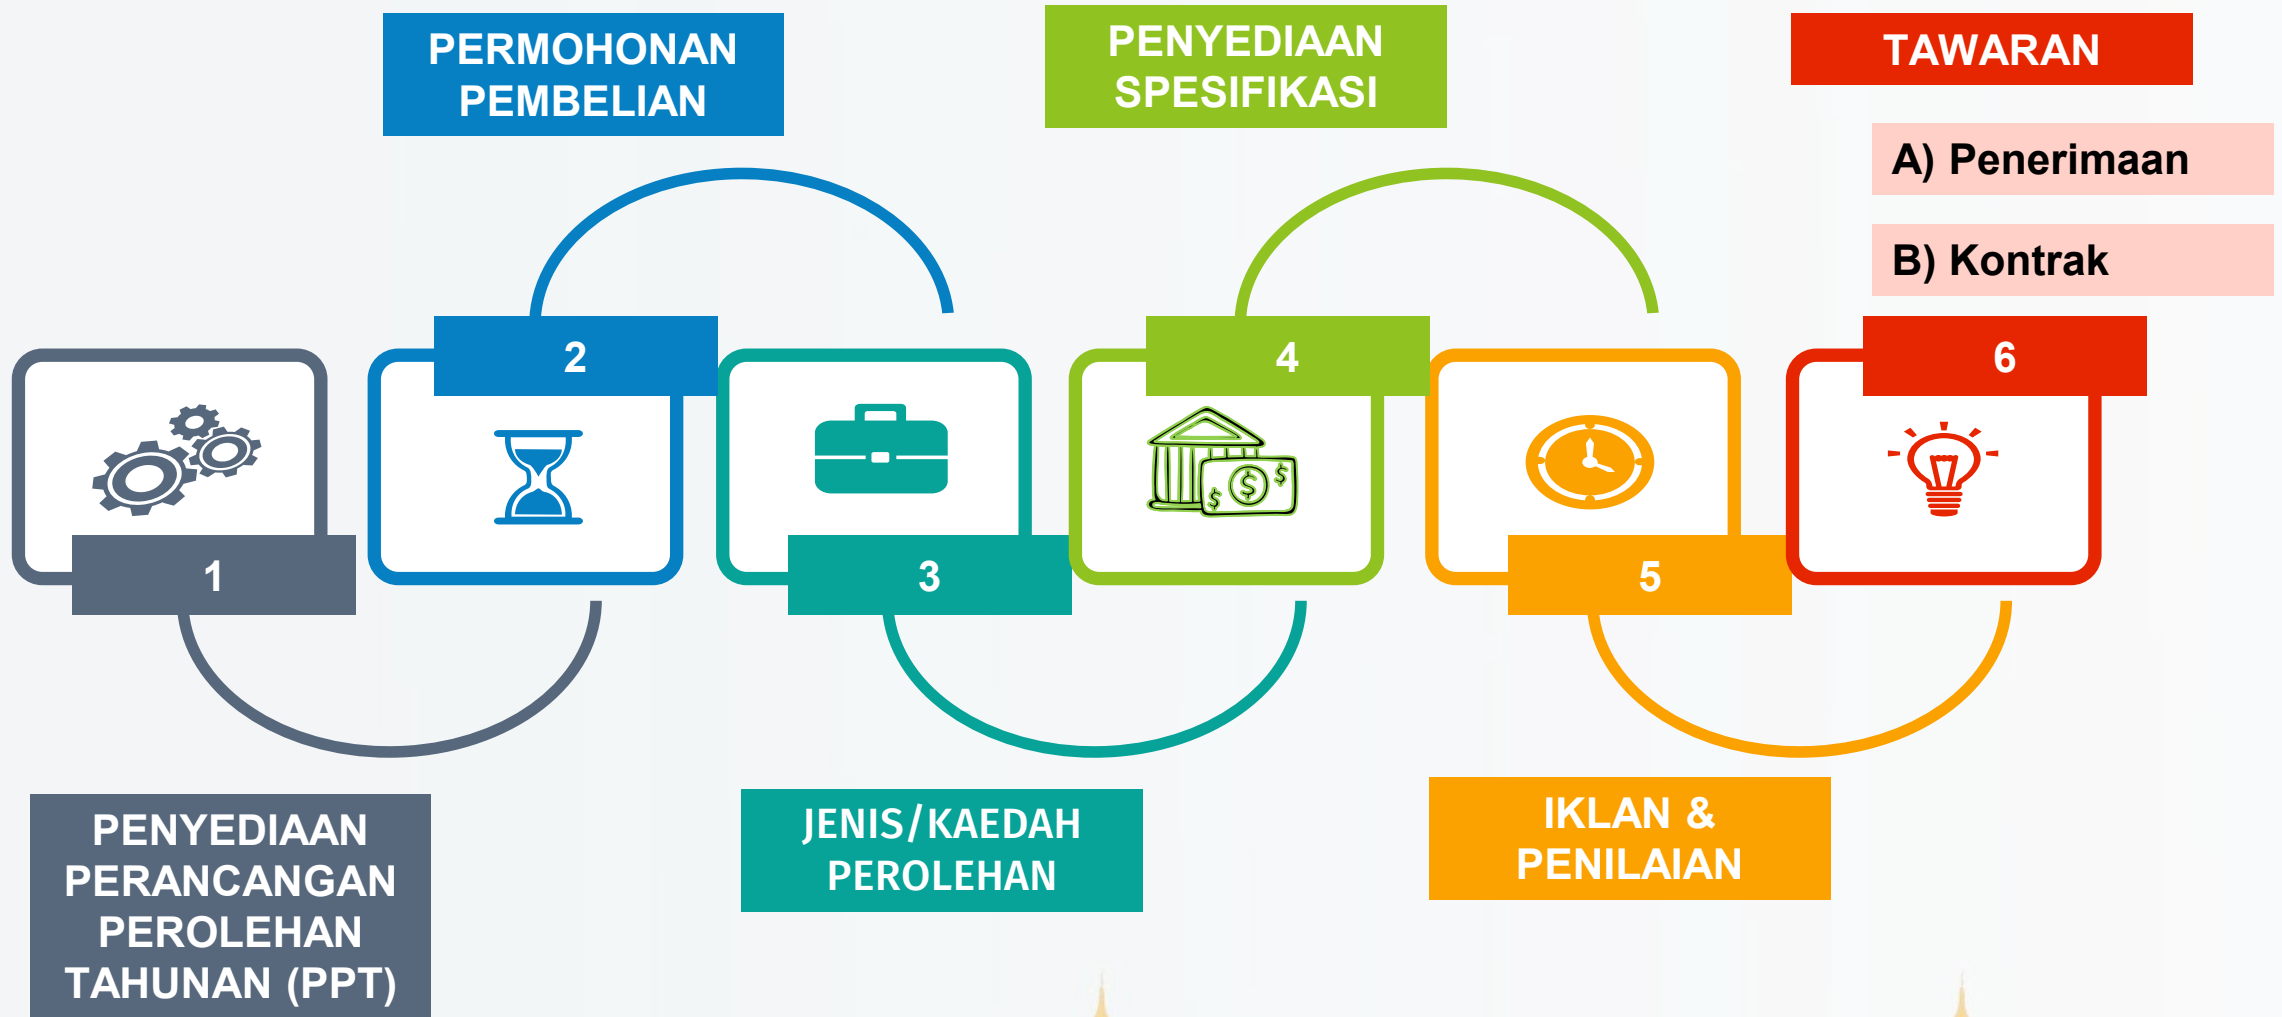 PERMOHONAN
PEMBELIAN
PENYEDIAAN
SPESIFIKASI
TAWARAN
A) Penerimaan
B) Kontrak
2
4
6
$
$
$
1
3
5
PENYEDIAAN
PERANCANGAN
PEROLEHAN
TAHUNAN (PPT)
JENIS/KAEDAH
PEROLEHAN
IKLAN &
PENILAIAN